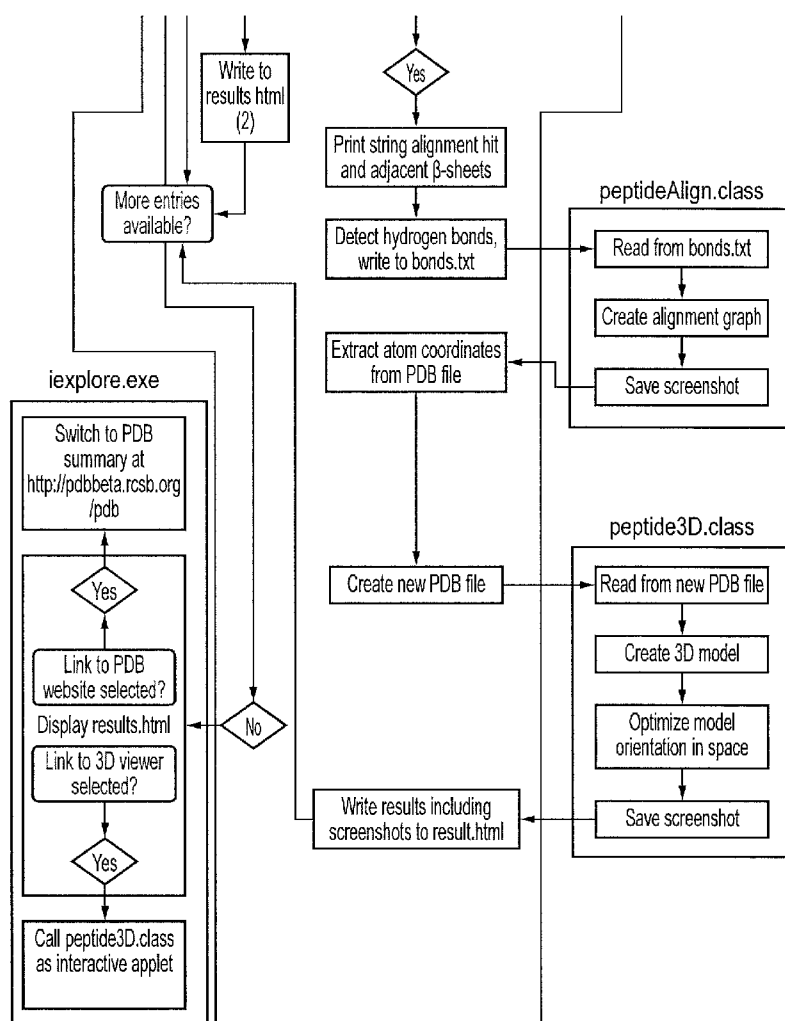 Write to
results html
(2)
More entries
available?
Yes
Print string alignment hit
and adjacent β-sheets
Detect hydrogen bonds,
write to bonds.txt
Extract atom coordinates
from PDB file
Create new PDB file
Write results including
screenshots to result.html
peptideAlign.class
Read from bonds.txt
Create alignment graph
Save screenshot
peptide3D.class
Read from new PDB file
Create 3D model
Optimize model
orientation in space
Save screenshot
No
iexplore.exe
Switch to PDB
summary at
http://pdbbeta.rcsb.org
/pdb
Yes
Link to PDB
website selected?
Display results.html
Link to 3D viewer
selected?
Yes
Call peptide3D.class
as interactive applet